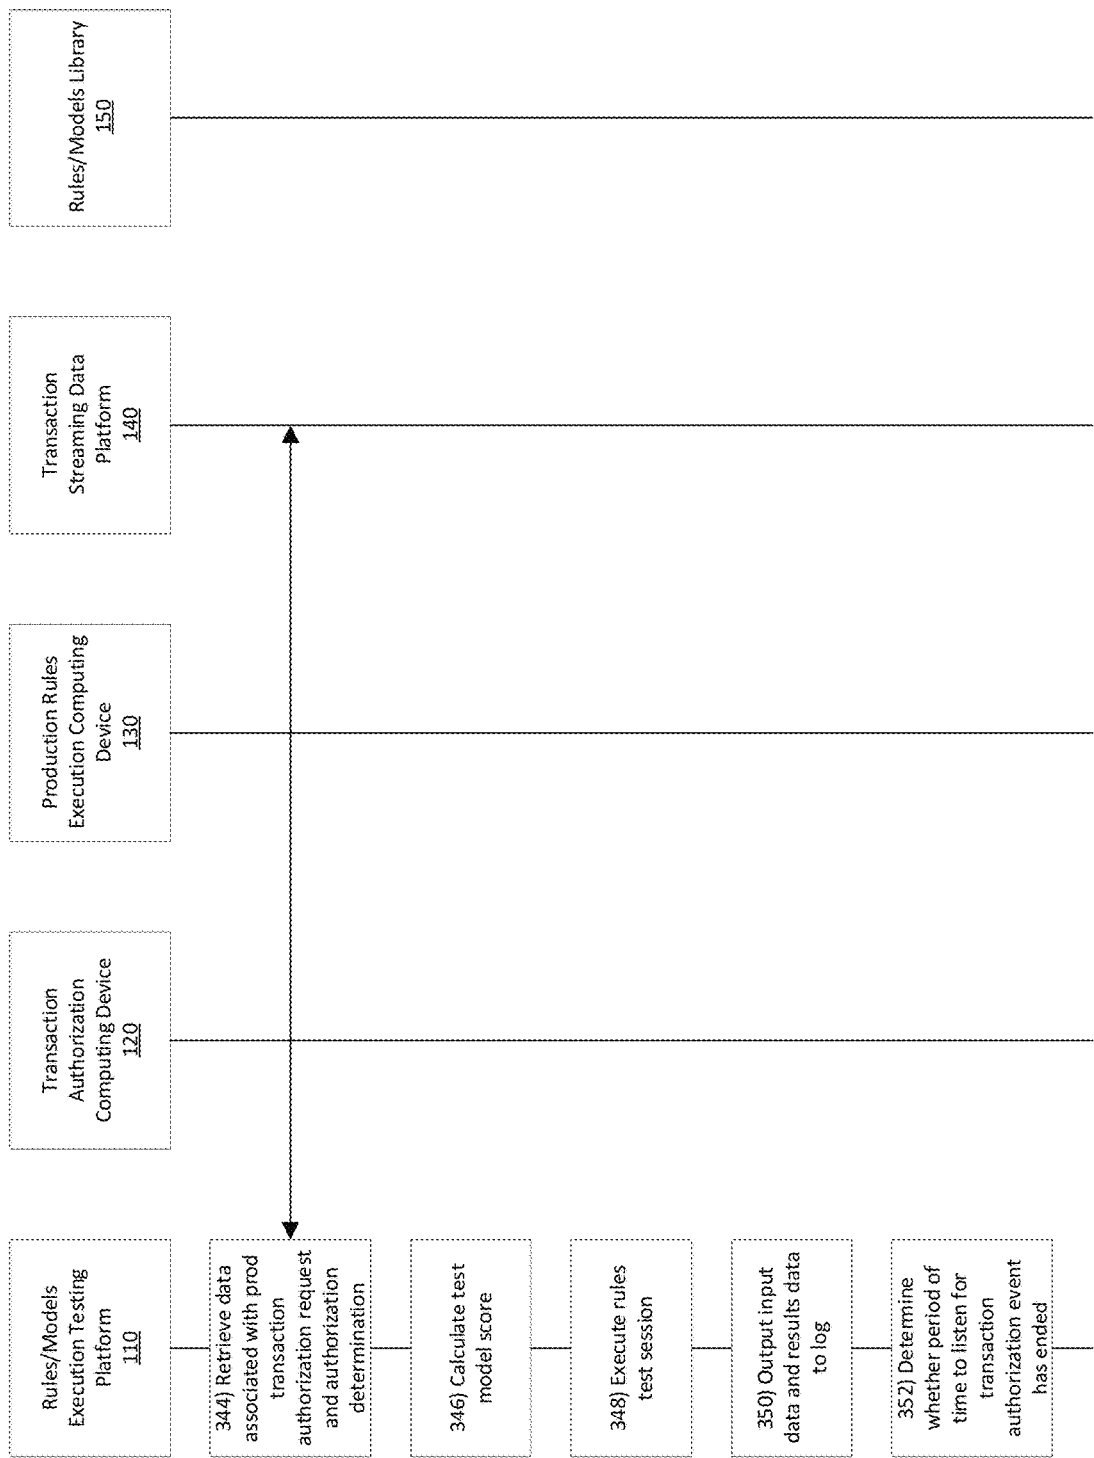 Rules/Models
Execution Testing
Platform
110
Transaction
Authorization
Computing Device
120
Production Rules
Execution Computing
Device
130
Transaction
Streaming Data
Platform
140
Rules/Models Library
150
344) Retrieve data
associated with prod
transaction
authorization request
and authorization
determination
346) Calculate test
model score
348) Execute rules
test session
350) Output input
data and results data
to log
352) Determine
whether period of
time to listen for
transaction
authorization event
has ended